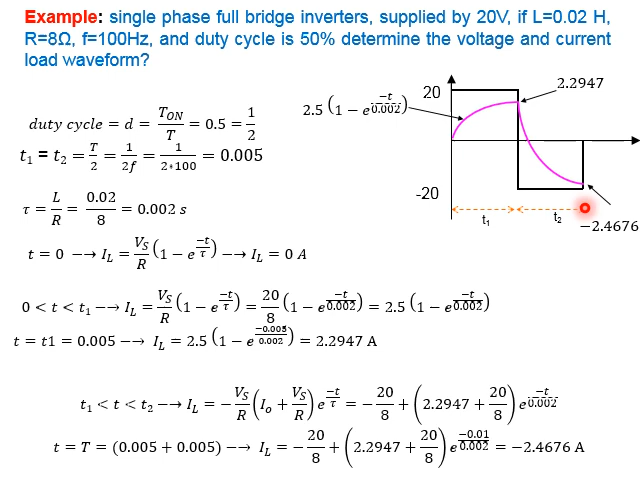 Example: single phase full bridge inverters, supplied by 20V, if L=0.02 H,
R=8Ω, f=100Hz, and duty cycle is 50% determine the voltage and current
load waveform?
duty cycle = d = T_ON/T = 0.5 = 1/2
t₁ = t₂ = T/2 = 1/2f = 1/2*100 = 0.005
τ = L/R = 0.02/8 = 0.002 s
t = 0 --→ I_L = V_S/R (1 − e^(−t/τ)) --→ I_L = 0 A
2.5 (1 − e^(−t/0.002))
20
2.2947
-20
t₁
t₂
−2.4676
0 < t < t₁ --→ I_L = V_S/R (1 − e^(−t/τ)) = 20/8 (1 − e^(−t/0.002)) = 2.5 (1 − e^(−t/0.002))
t = t1 = 0.005 --→ I_L = 2.5 (1 − e^(−0.005/0.002)) = 2.2947 A
t₁ < t < t₂ --→ I_L = − V_S/R (I_o + V_S/R) e^(−t/τ) = − 20/8 + (2.2947 + 20/8) e^(−t/0.002)
t = T = (0.005 + 0.005) --→ I_L = − 20/8 + (2.2947 + 20/8) e^(−0.01/0.002) = −2.4676 A